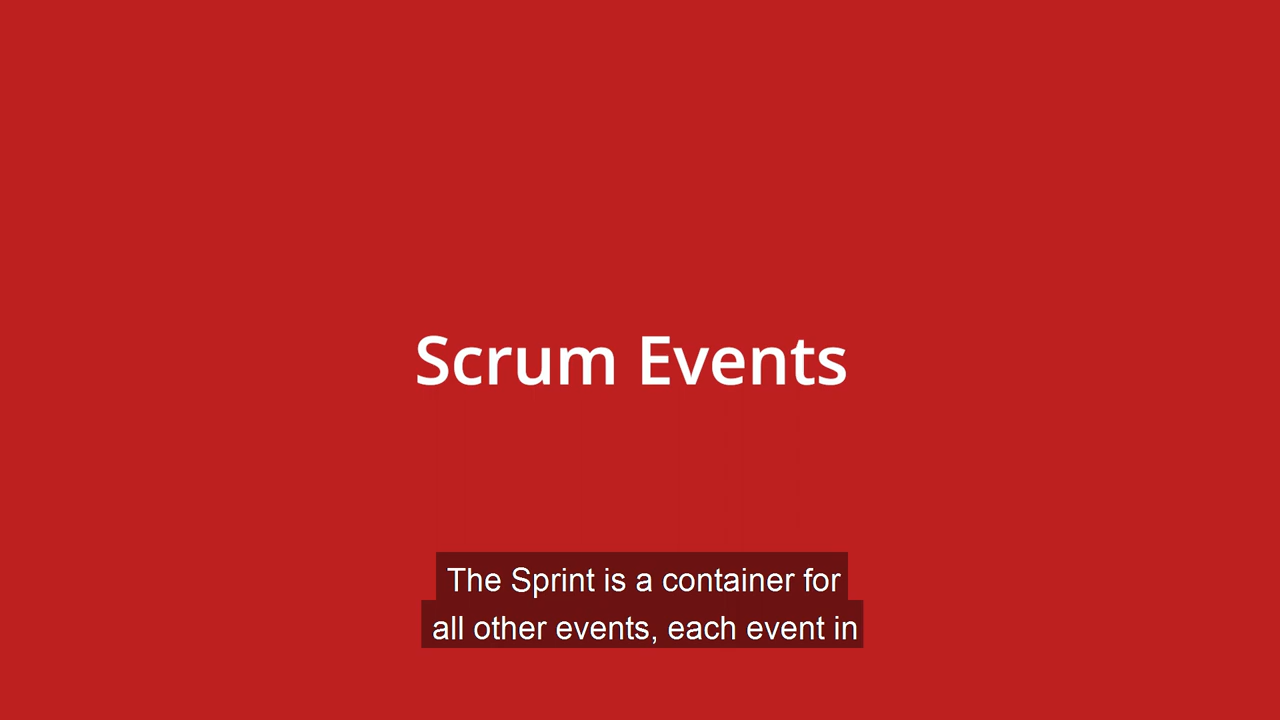 Scrum Events
The Sprint is a container for
all other events, each event in